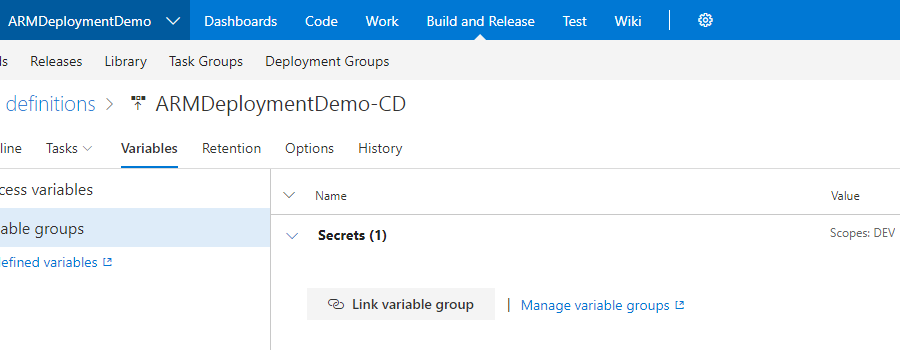 ARMDeploymentDemo Dashboards Code Work Build and Release Test Wiki
ls Releases Library Task Groups Deployment Groups
definitions > ARMDeploymentDemo-CD
line Tasks Variables Retention Options History
cess variables
Name Value
able groups
Secrets (1) Scopes: DEV
efined variables
Link variable group | Manage variable groups